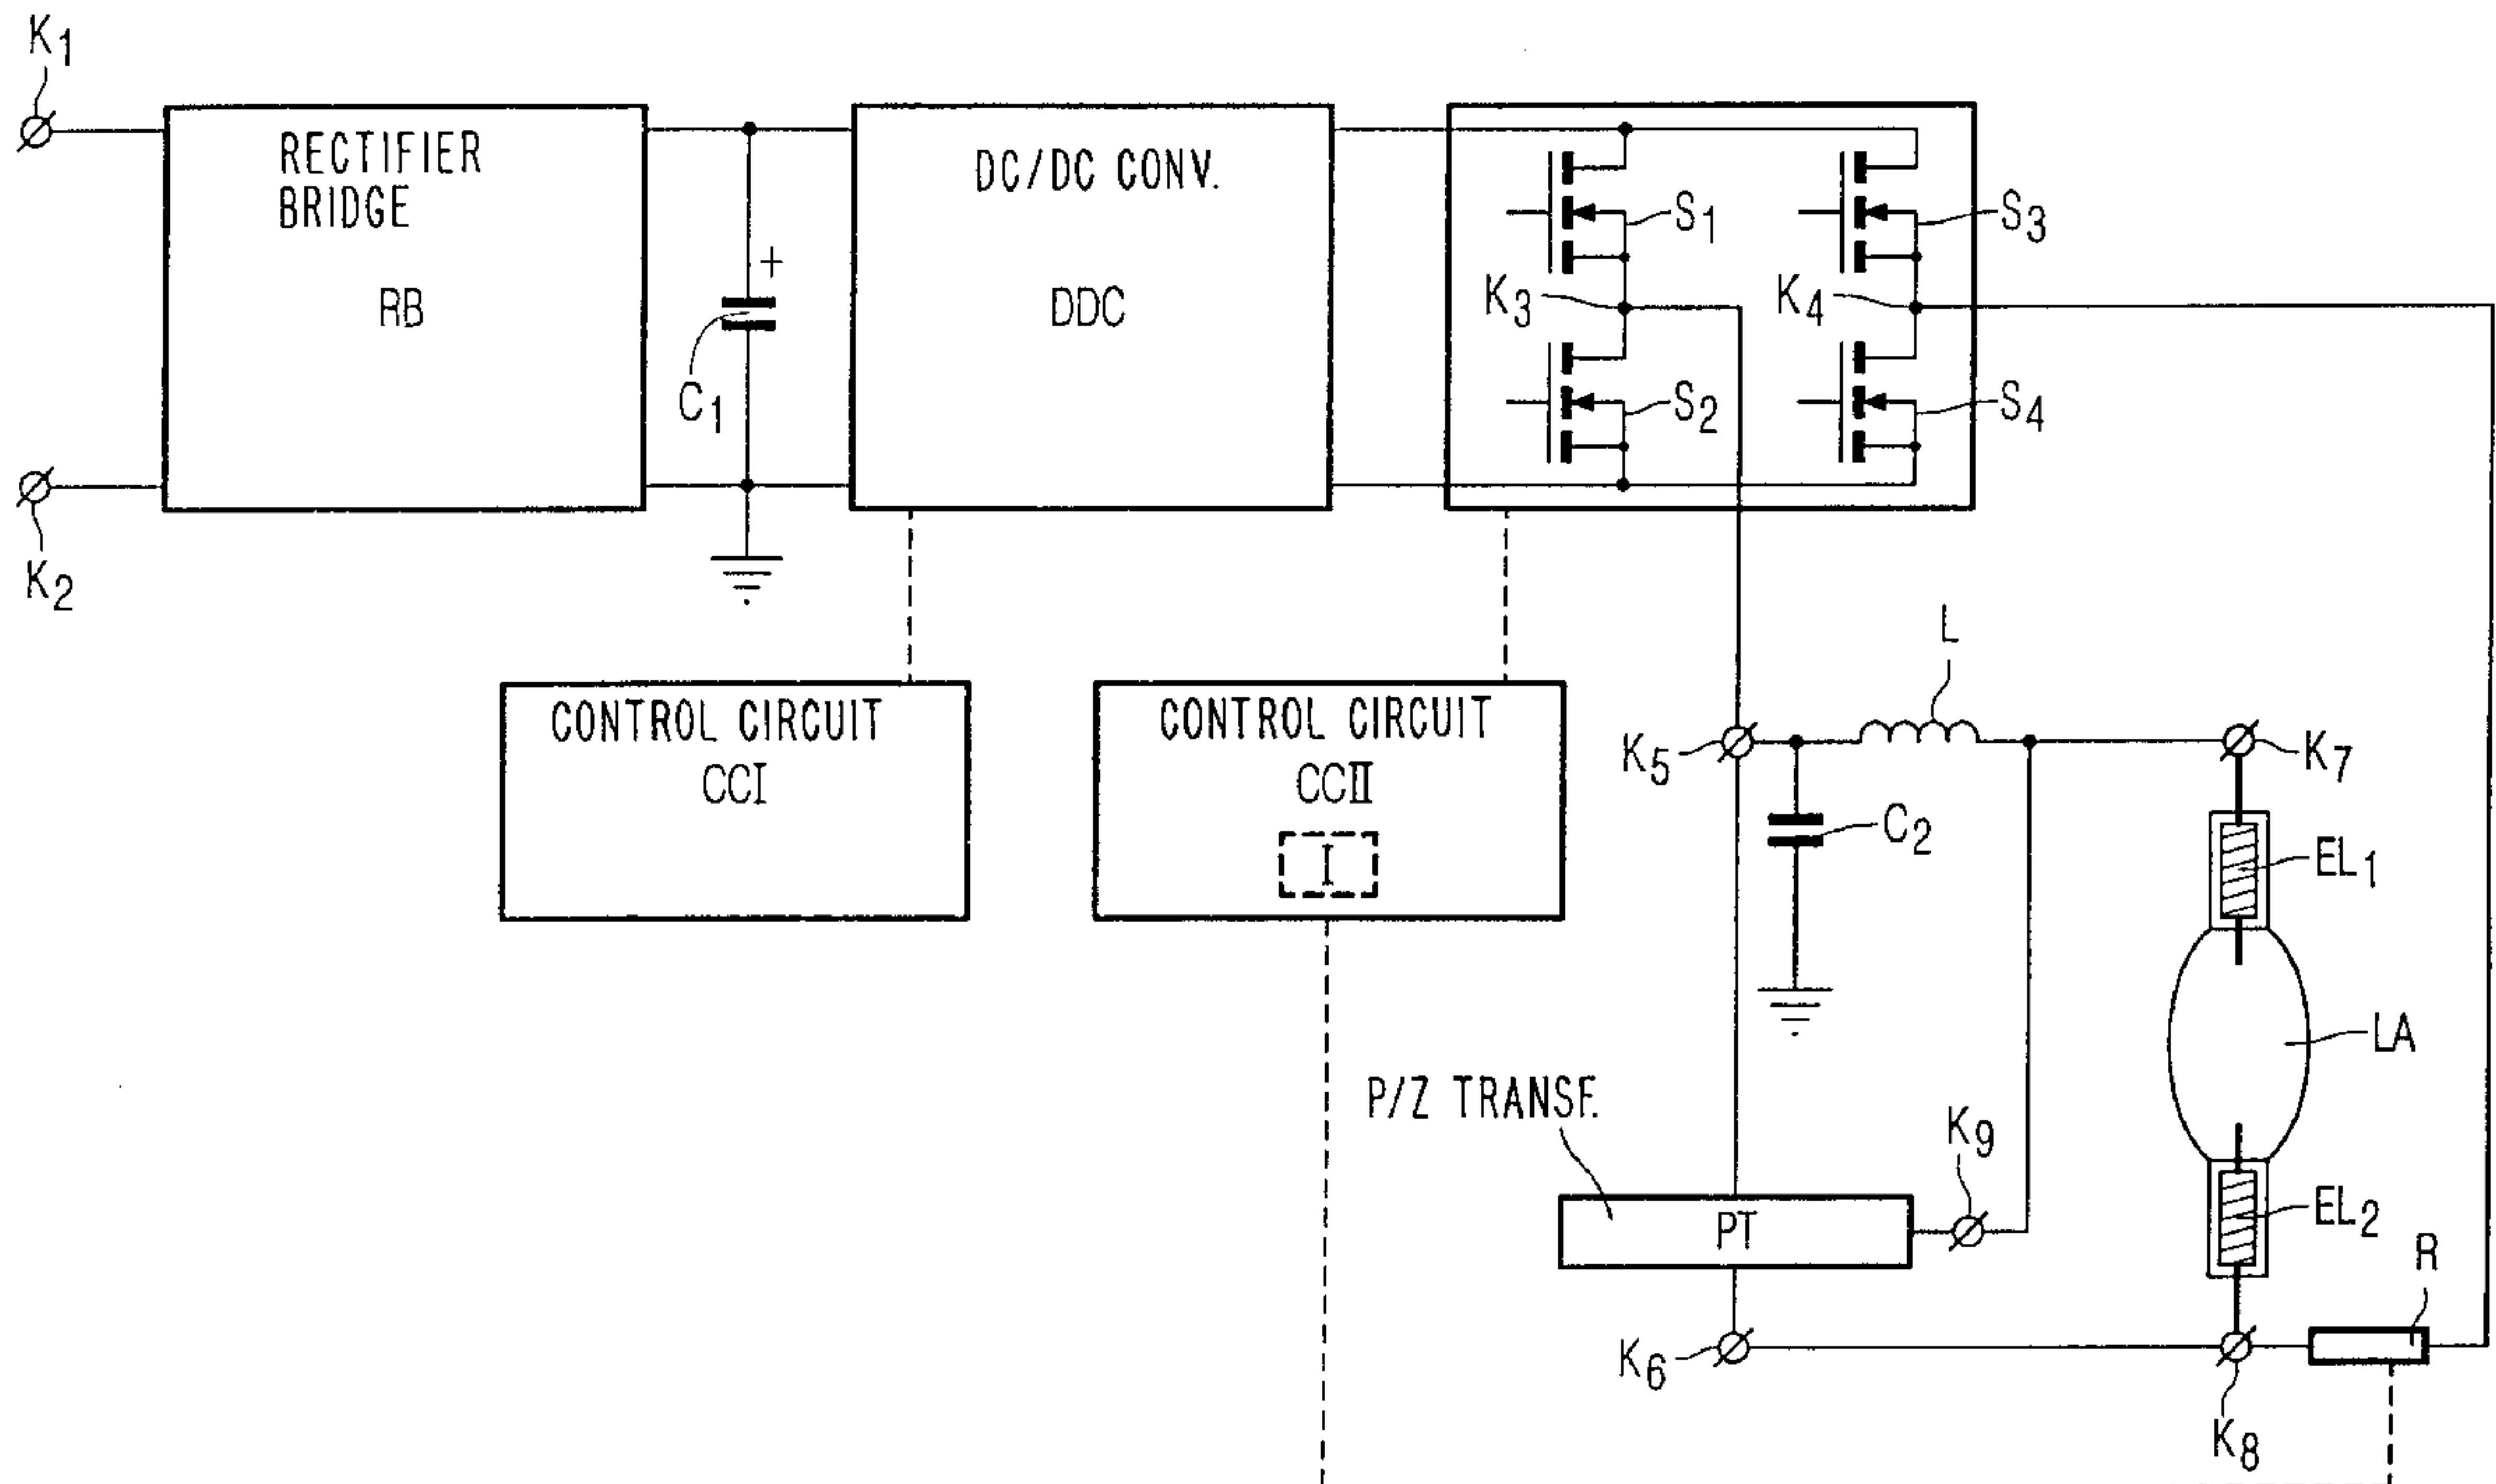 K1
RECTIFIER
BRIDGE
RB
K2
+
C1
DC/DC CONV.
DDC
S1
S3
K3
K4
S2
S4
CONTROL CIRCUIT
CCI
CONTROL CIRCUIT
CCII
I
L
K5
K7
C2
EL1
LA
P/Z TRANSF.
K9
PT
EL2
R
K6
K8